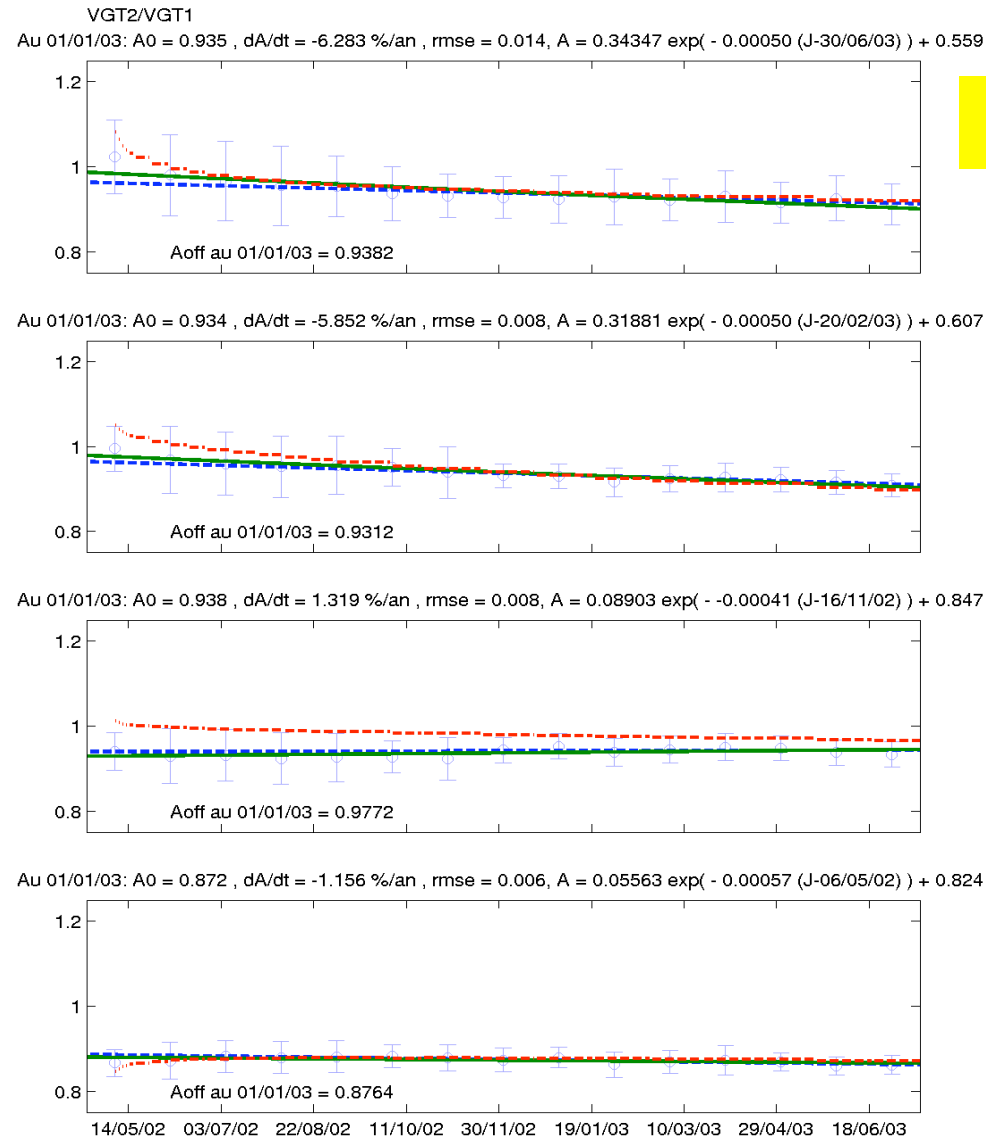 VGT2/VGT1
Au 01/01/03: A0 = 0.935 , dA/dt = -6.283 %/an , rmse = 0.014, A = 0.34347 exp( - 0.00050 (J-30/06/03) ) + 0.559
1.2
1
0.8
Aoff au 01/01/03 = 0.9382
Au 01/01/03: A0 = 0.934 , dA/dt = -5.852 %/an , rmse = 0.008, A = 0.31881 exp( - 0.00050 (J-20/02/03) ) + 0.607
1.2
1
0.8
Aoff au 01/01/03 = 0.9312
Au 01/01/03: A0 = 0.938 , dA/dt = 1.319 %/an , rmse = 0.008, A = 0.08903 exp( - -0.00041 (J-16/11/02) ) + 0.847
1.2
1
0.8
Aoff au 01/01/03 = 0.9772
Au 01/01/03: A0 = 0.872 , dA/dt = -1.156 %/an , rmse = 0.006, A = 0.05563 exp( - 0.00057 (J-06/05/02) ) + 0.824
1.2
1
0.8
Aoff au 01/01/03 = 0.8764
14/05/02 03/07/02 22/08/02 11/10/02 30/11/02 19/01/03 10/03/03 29/04/03 18/06/03